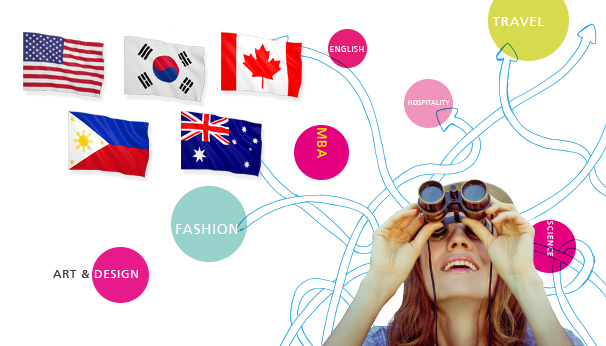 TRAVEL
ENGLISH
HOSPITALITY
MBA
FASHION
SCIENCE
ART & DESIGN